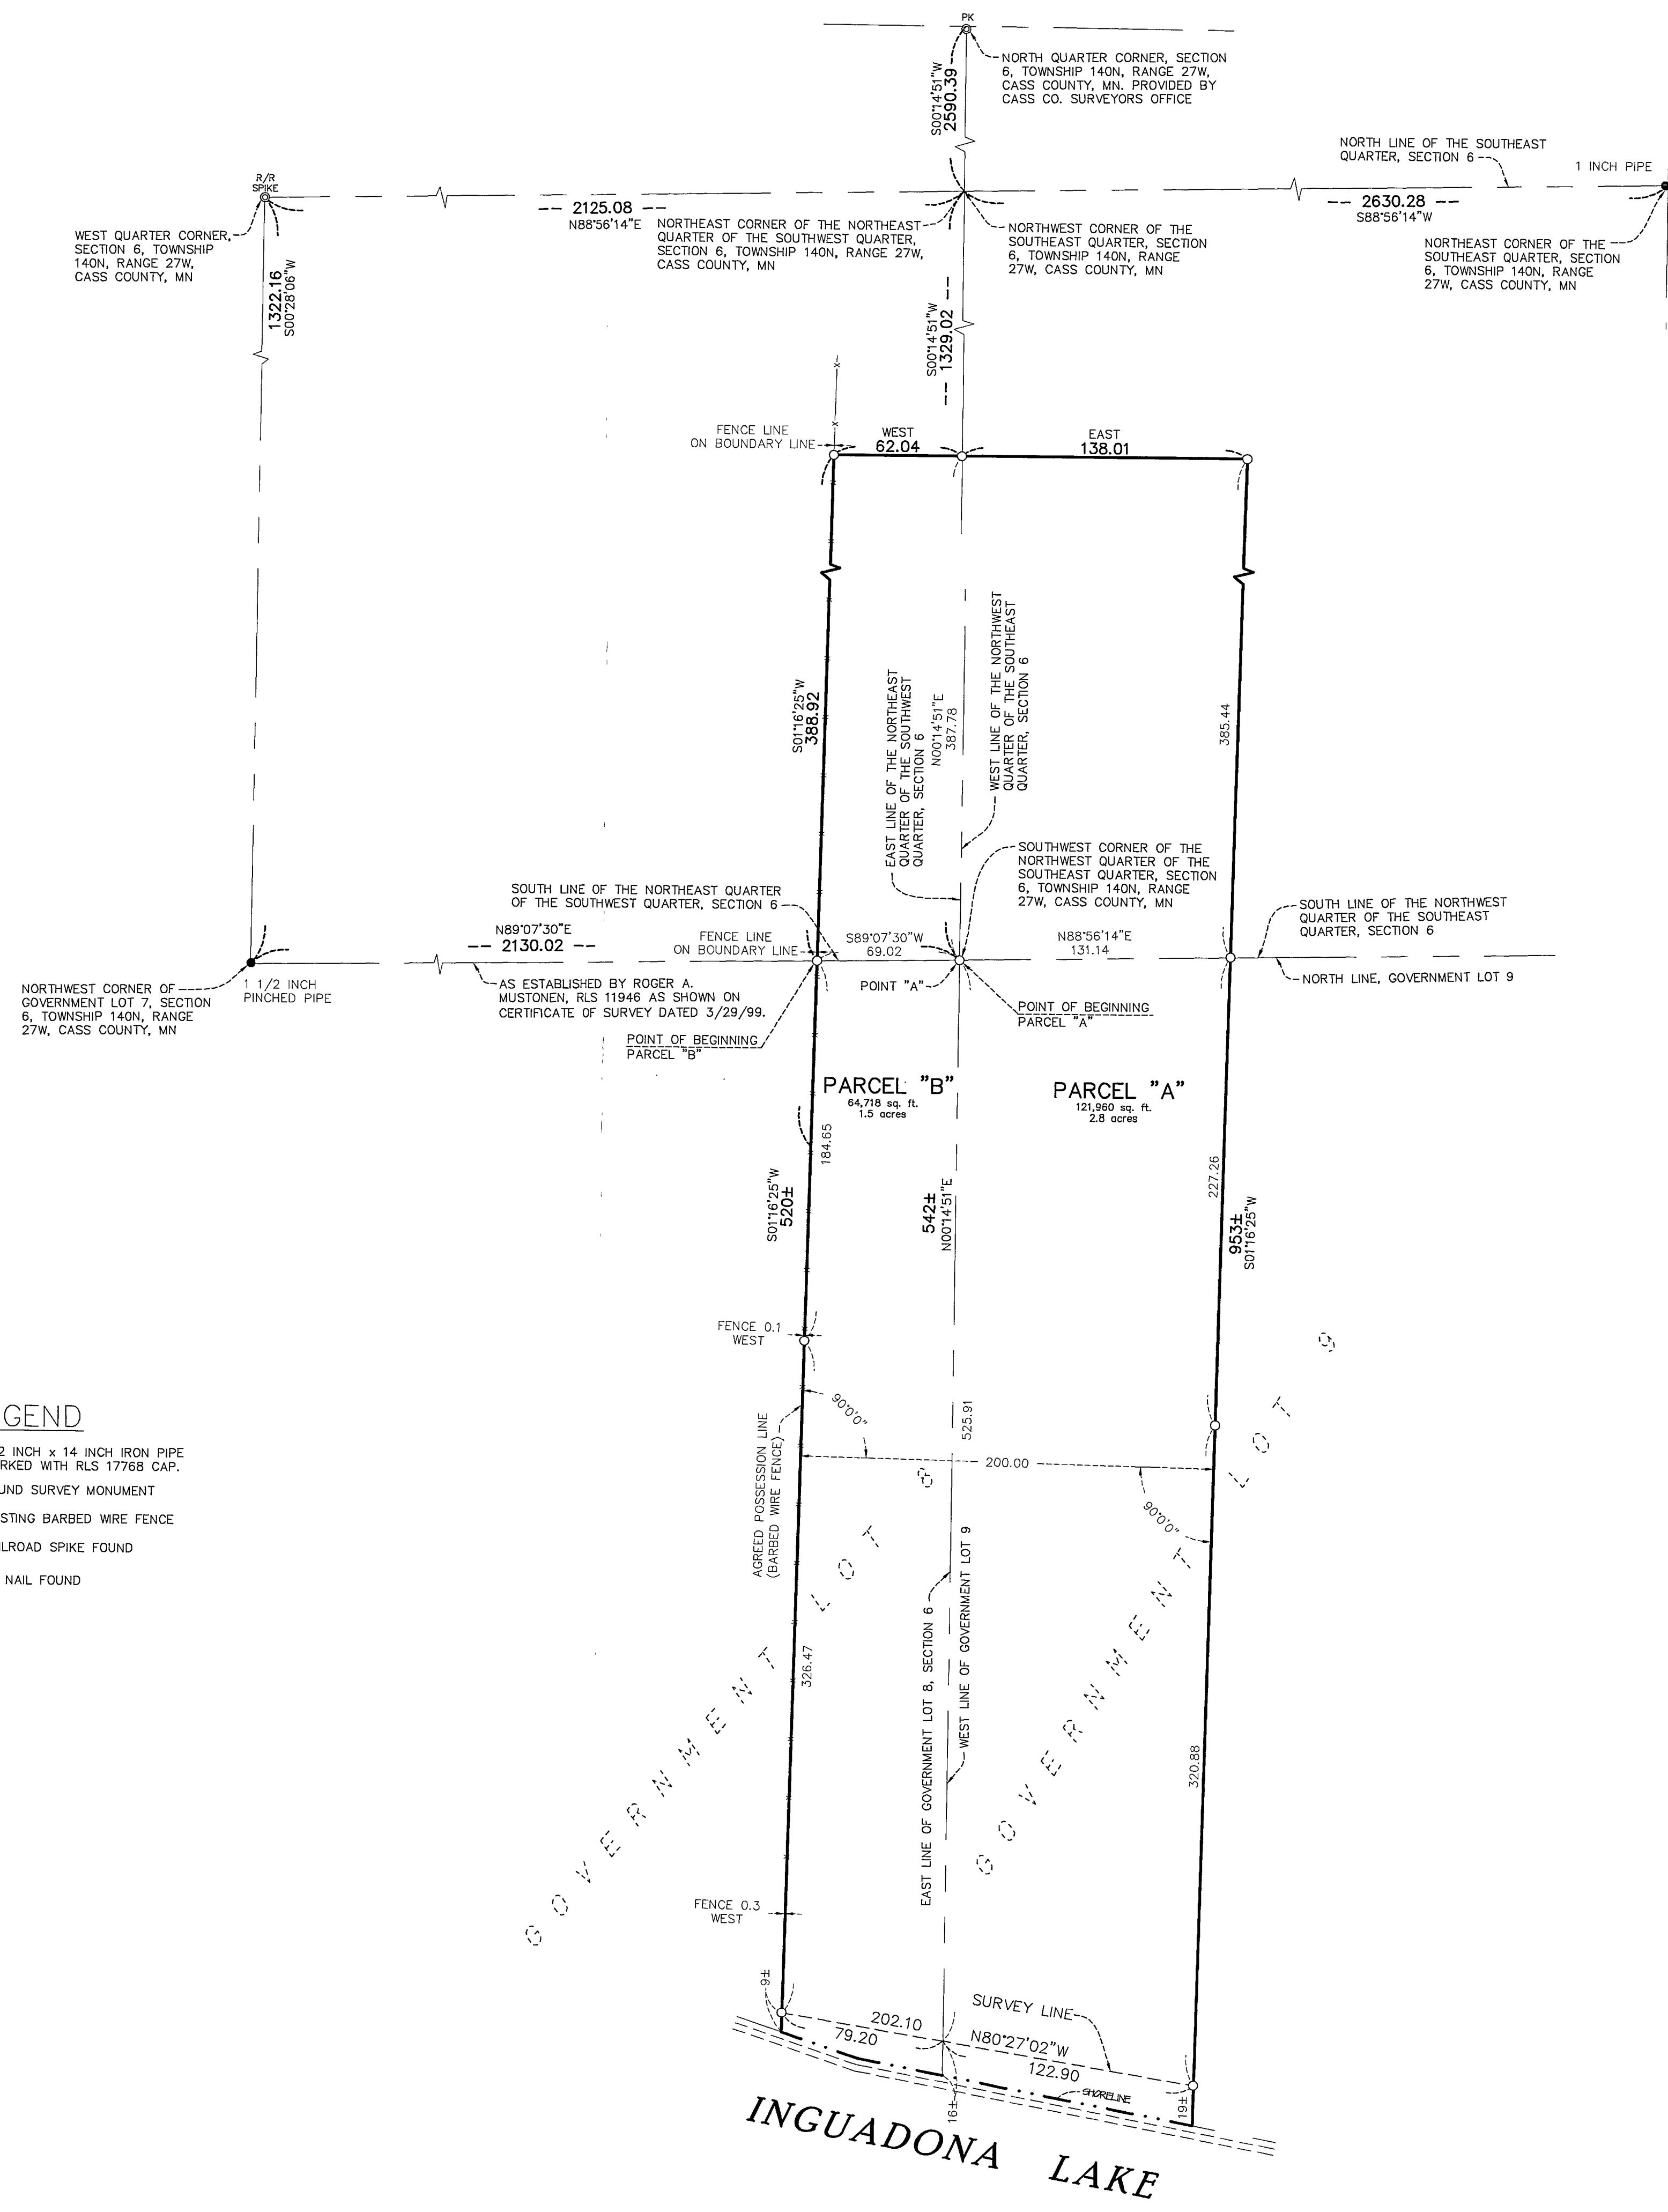 PK
NORTH QUARTER CORNER, SECTION
6, TOWNSHIP 140N, RANGE 27W,
CASS COUNTY, MN. PROVIDED BY
CASS CO. SURVEYORS OFFICE
S00°14'51"W
2590.39
NORTH LINE OF THE SOUTHEAST
QUARTER, SECTION 6
1 INCH PIPE
R/R
SPIKE
-- 2125.08 --
N88°56'14"E
-- 2630.28 --
S88°56'14"W
WEST QUARTER CORNER,
SECTION 6, TOWNSHIP
140N, RANGE 27W,
CASS COUNTY, MN
NORTHEAST CORNER OF THE NORTHEAST
QUARTER OF THE SOUTHWEST QUARTER,
SECTION 6, TOWNSHIP 140N, RANGE 27W,
CASS COUNTY, MN
NORTHWEST CORNER OF THE
SOUTHEAST QUARTER, SECTION
6, TOWNSHIP 140N, RANGE
27W, CASS COUNTY, MN
NORTHEAST CORNER OF THE
SOUTHEAST QUARTER, SECTION
6, TOWNSHIP 140N, RANGE
27W, CASS COUNTY, MN
1322.16
S00°28'06"W
S00°14'51"W
-- 1329.02 --
FENCE LINE
ON BOUNDARY LINE
WEST
62.04
EAST
138.01
S01°16'25"W
388.92
EAST LINE OF THE NORTHEAST
QUARTER OF THE SOUTHWEST
QUARTER, SECTION 6
N00°14'51"E
387.78
WEST LINE OF THE NORTHWEST
QUARTER OF THE SOUTHEAST
QUARTER, SECTION 6
385.44
SOUTHWEST CORNER OF THE
NORTHWEST QUARTER OF THE
SOUTHEAST QUARTER, SECTION
6, TOWNSHIP 140N, RANGE
27W, CASS COUNTY, MN
SOUTH LINE OF THE NORTHEAST QUARTER
OF THE SOUTHWEST QUARTER, SECTION 6
SOUTH LINE OF THE NORTHWEST
QUARTER OF THE SOUTHEAST
QUARTER, SECTION 6
N89°07'30"E
-- 2130.02 --
FENCE LINE
ON BOUNDARY LINE
S89°07'30"W
69.02
N88°56'14"E
131.14
NORTH LINE, GOVERNMENT LOT 9
NORTHWEST CORNER OF
GOVERNMENT LOT 7, SECTION
6, TOWNSHIP 140N, RANGE
27W, CASS COUNTY, MN
1 1/2 INCH
PINCHED PIPE
AS ESTABLISHED BY ROGER A.
MUSTONEN, RLS 11946 AS SHOWN ON
CERTIFICATE OF SURVEY DATED 3/29/99.
POINT "A"
POINT OF BEGINNING
PARCEL "A"
POINT OF BEGINNING
PARCEL "B"
PARCEL "B"
64,718 sq. ft.
1.5 acres
PARCEL "A"
121,960 sq. ft.
2.8 acres
184.65
S01°16'25"W
520±
542±
N00°14'51"E
227.26
953±
S01°16'25"W
FENCE 0.1
WEST
90°0'0"
AGREED POSSESSION LINE
(BARBED WIRE FENCE)
525.91
200.00
90°0'0"
GEND
2 INCH x 14 INCH IRON PIPE
RKED WITH RLS 17768 CAP.
UND SURVEY MONUMENT
STING BARBED WIRE FENCE
ILROAD SPIKE FOUND
NAIL FOUND
GOVERNMENT LOT 8
GOVERNMENT LOT 9
326.47
EAST LINE OF GOVERNMENT LOT 8, SECTION 6
WEST LINE OF GOVERNMENT LOT 9
320.88
FENCE 0.3
WEST
9±
202.10
79.20
SURVEY LINE
N80°27'02"W
122.90
SHORELINE
16±
19±
INGUADONA LAKE